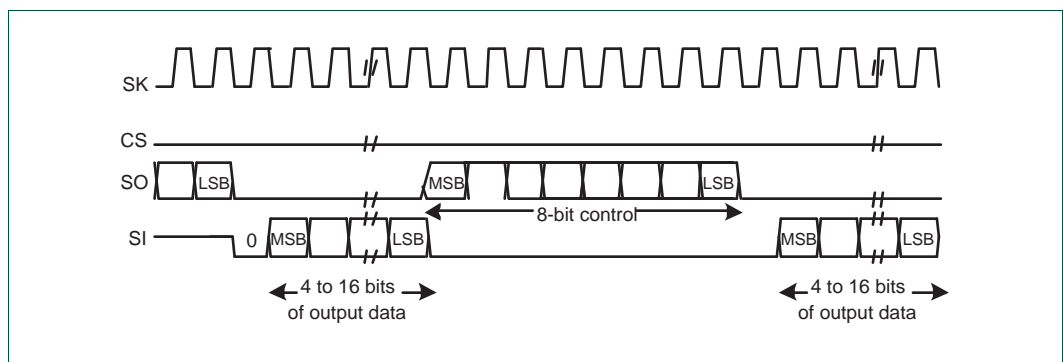 SK
CS
SO LSB MSB LSB
8-bit control
SI 0 MSB LSB MSB LSB
4 to 16 bits 4 to 16 bits
of output data of output data